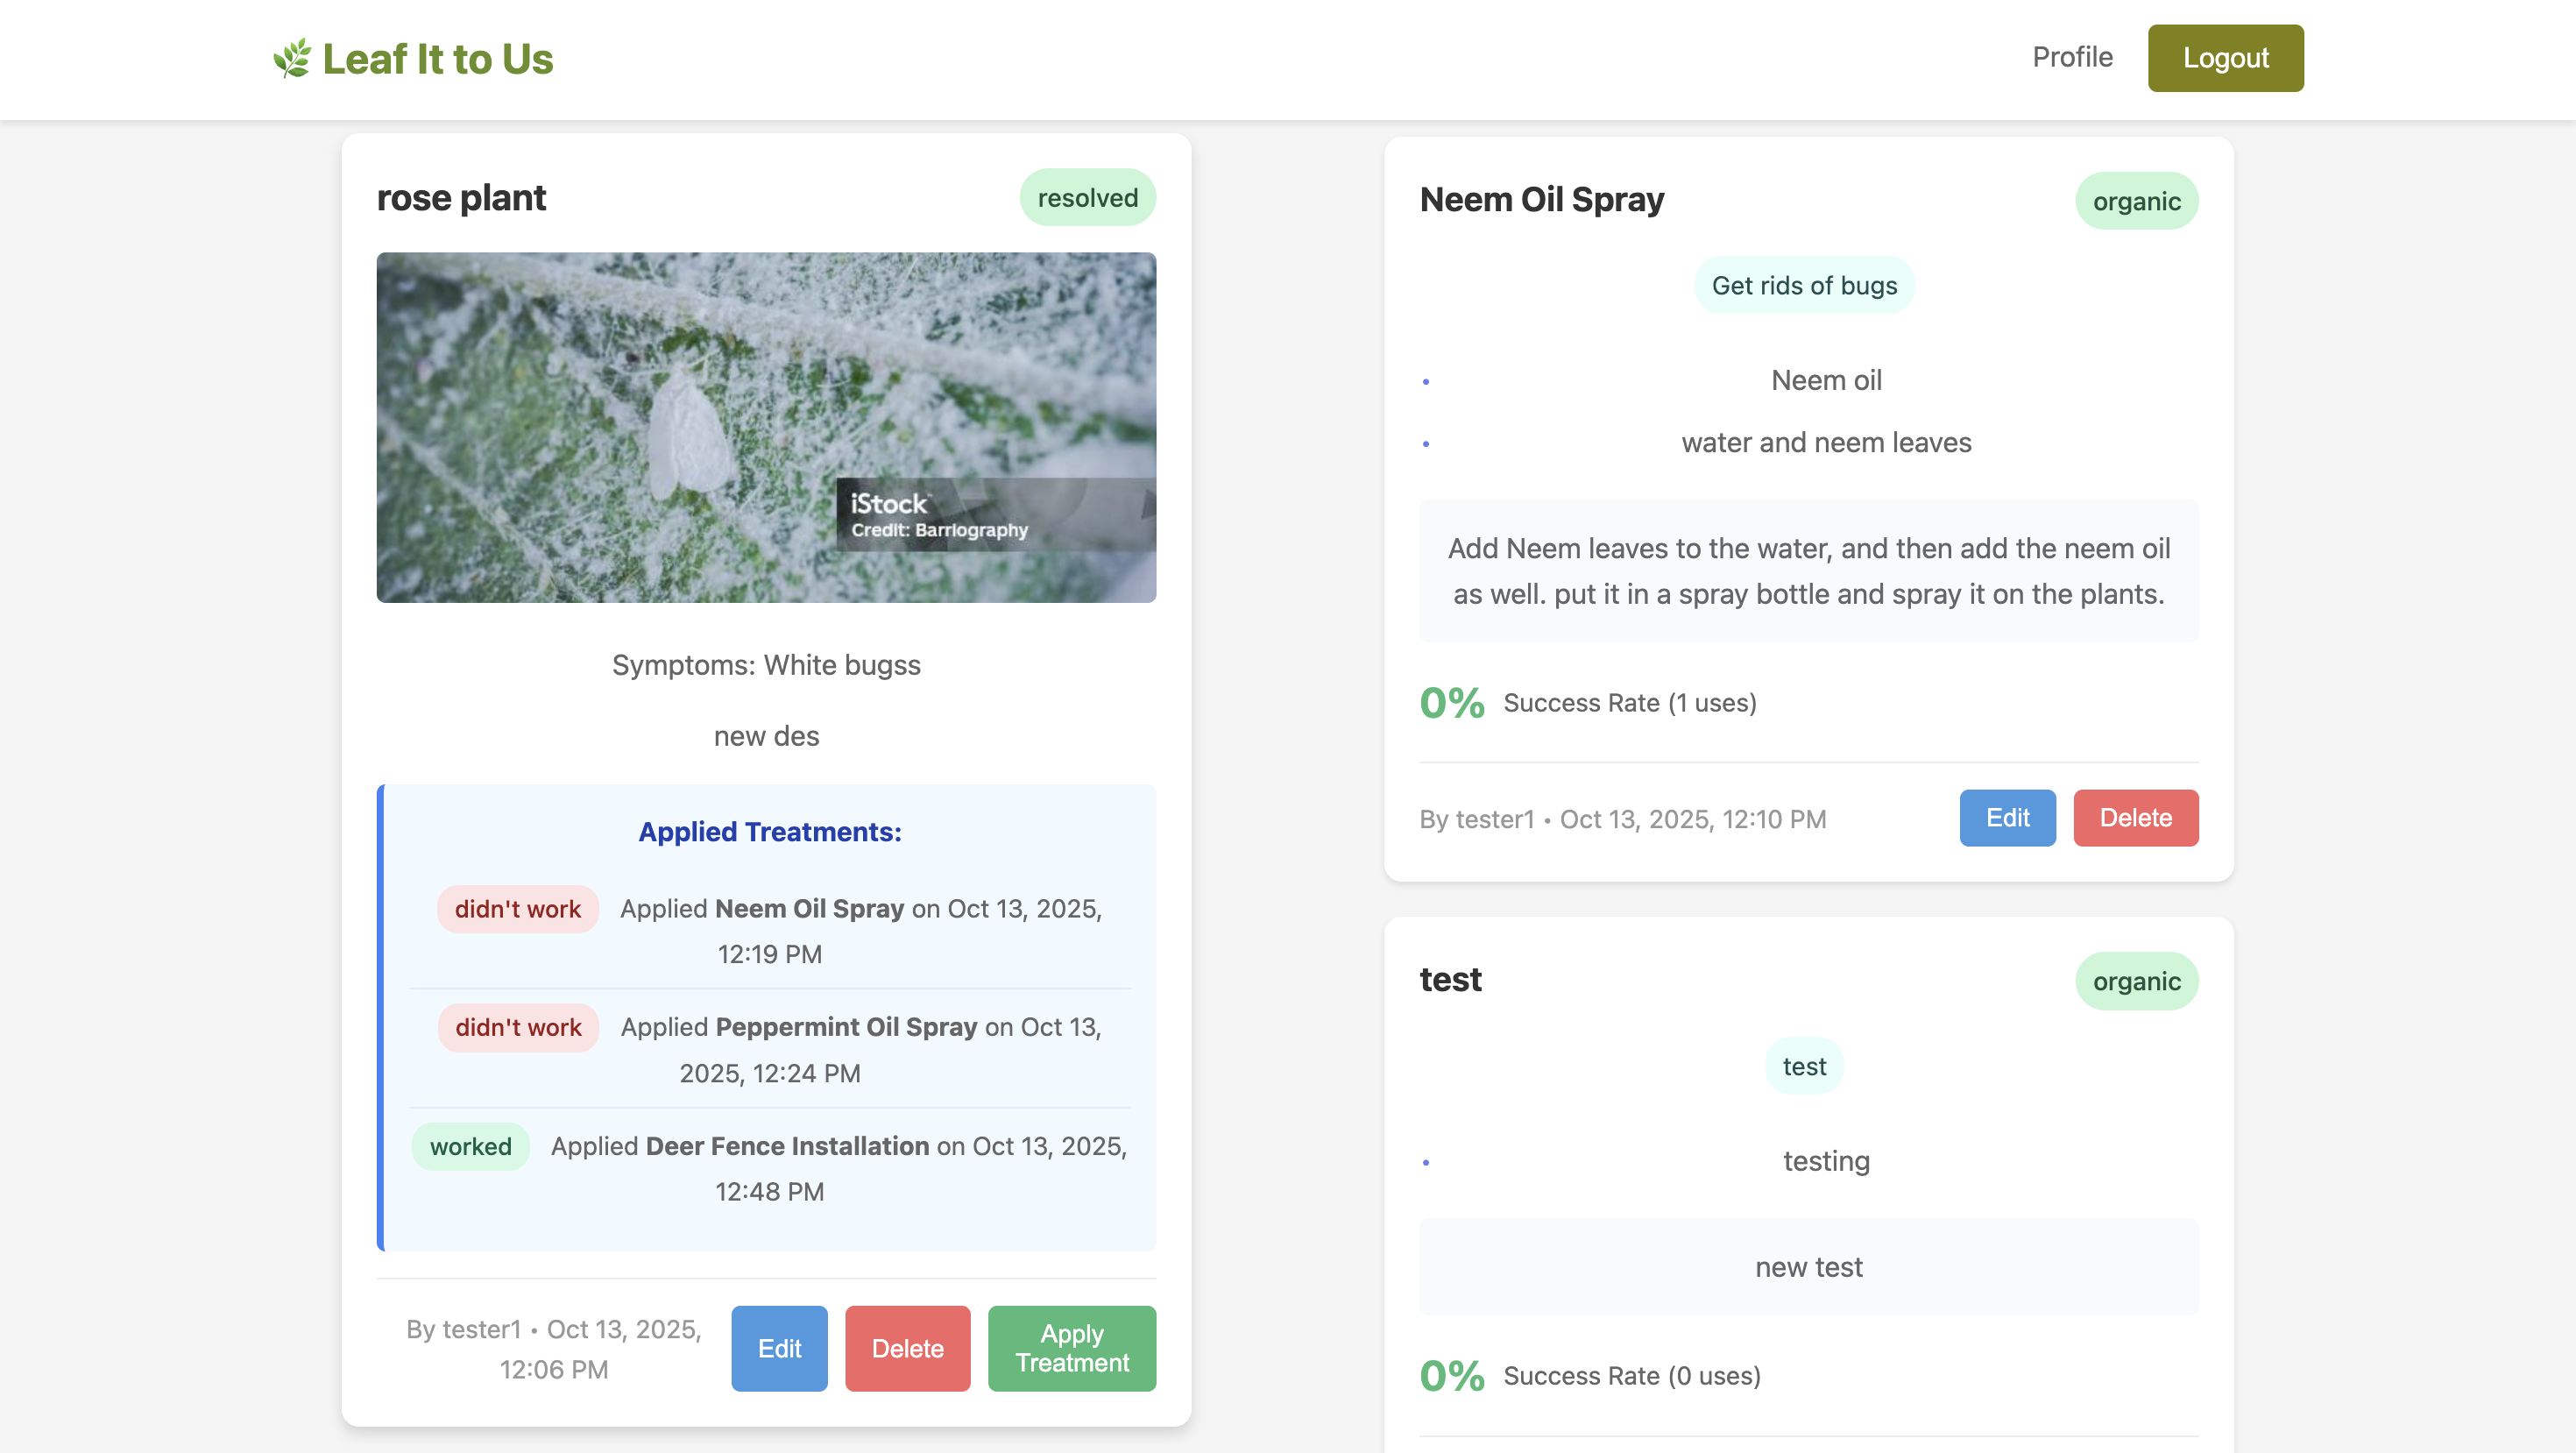 🌿 Leaf It to Us
Profile
Logout
rose plant
resolved
iStock
Credit: Barriography
Symptoms: White bugss
new des
Applied Treatments:
didn't work Applied Neem Oil Spray on Oct 13, 2025,
12:19 PM
didn't work Applied Peppermint Oil Spray on Oct 13,
2025, 12:24 PM
worked Applied Deer Fence Installation on Oct 13, 2025,
12:48 PM
By tester1 • Oct 13, 2025,
12:06 PM
Edit
Delete
Apply
Treatment
Neem Oil Spray
organic
Get rids of bugs
• Neem oil
• water and neem leaves
Add Neem leaves to the water, and then add the neem oil
as well. put it in a spray bottle and spray it on the plants.
0% Success Rate (1 uses)
By tester1 • Oct 13, 2025, 12:10 PM
Edit
Delete
test
organic
test
• testing
new test
0% Success Rate (0 uses)